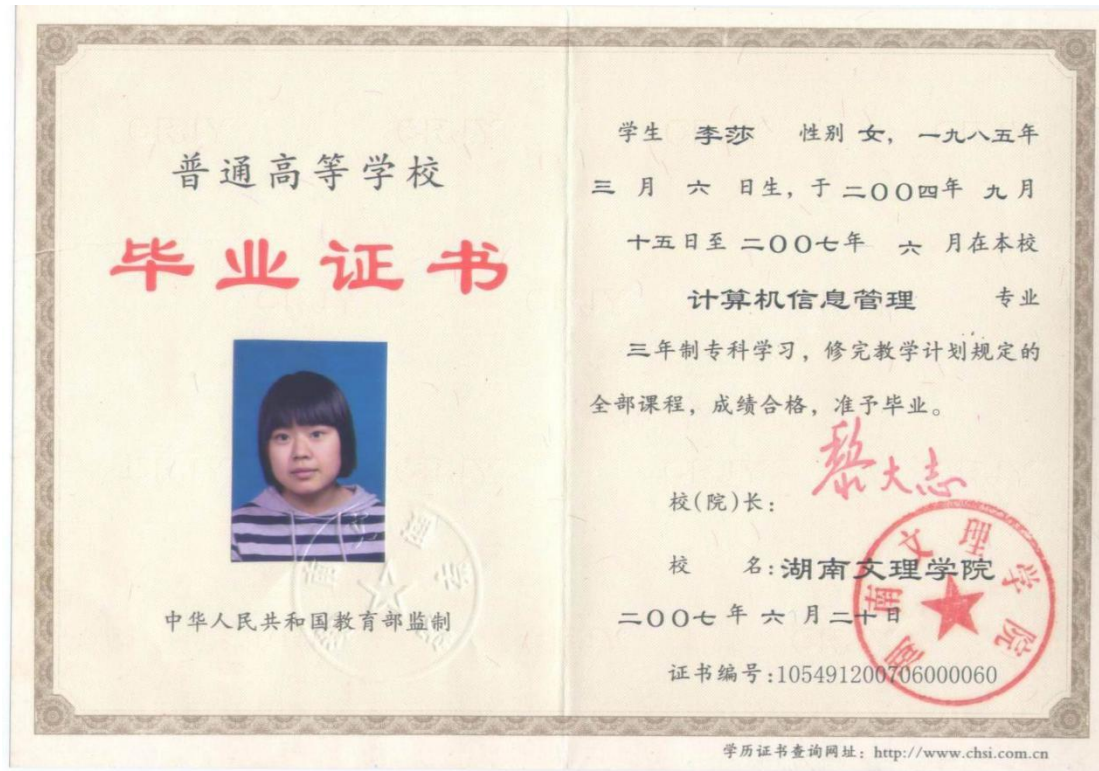 普通高等学校
毕业证书
中华人民共和国教育部监制
学生 李莎 性别 女, 一九八五年
三 月 六 日生, 于 二〇〇四年 九月
十五日至 二〇〇七年 六 月在本校
计算机信息管理 专业
三年制专科学习, 修完教学计划规定的
全部课程, 成绩合格, 准予毕业。
校(院)长: 黎大志
校 名: 湖南文理学院
二〇〇七 年 六 月二十日
湖南文理学院
证书编号:105491200706000060
学历证书查询网址: http://www.chsi.com.cn